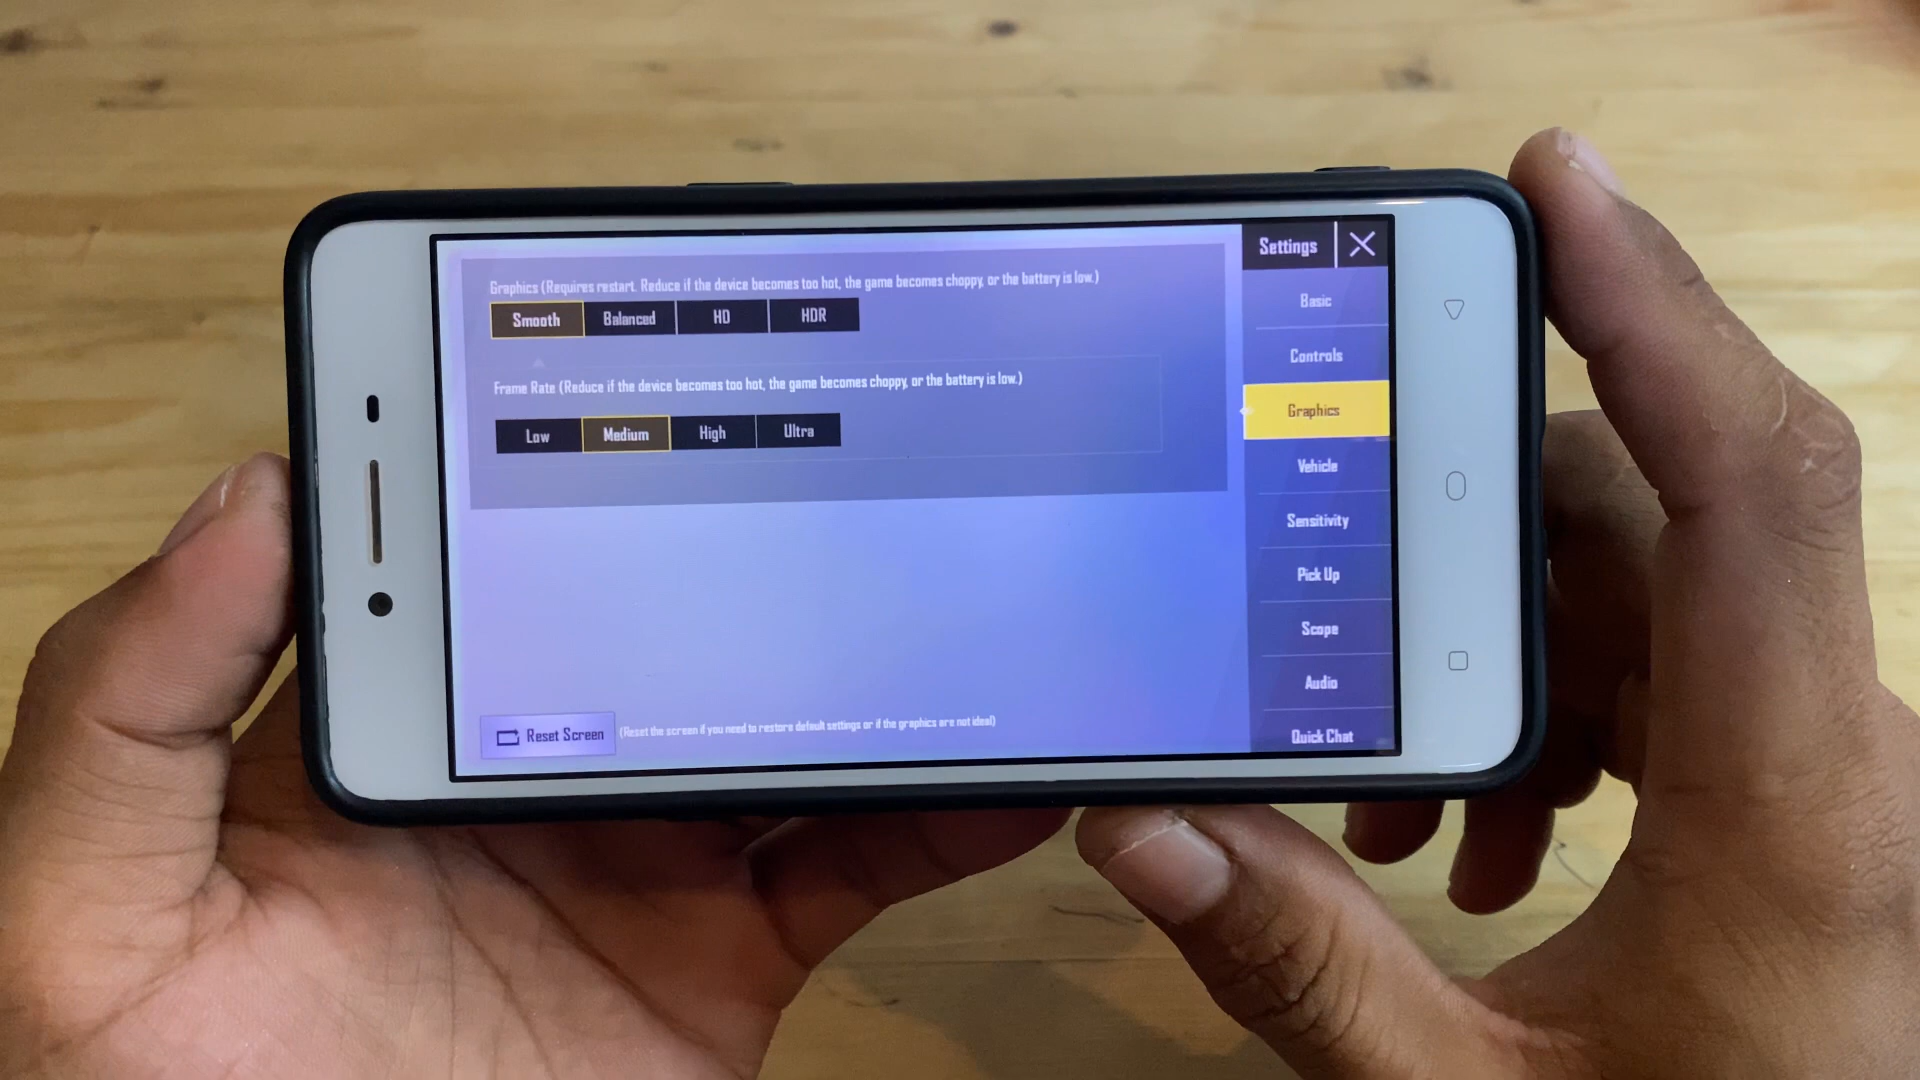 Settings
Graphics (Requires restart. Reduce if the device becomes too hot, the game becomes choppy, or the battery is low.)
Smooth Balanced HD HDR
Frame Rate (Reduce if the device becomes too hot, the game becomes choppy, or the battery is low.)
Low Medium High Ultra
Reset Screen (Reset the screen if you need to restore default settings or if the graphics are not ideal)
Basic
Controls
Graphics
Vehicle
Sensitivity
Pick Up
Scope
Audio
Quick Chat